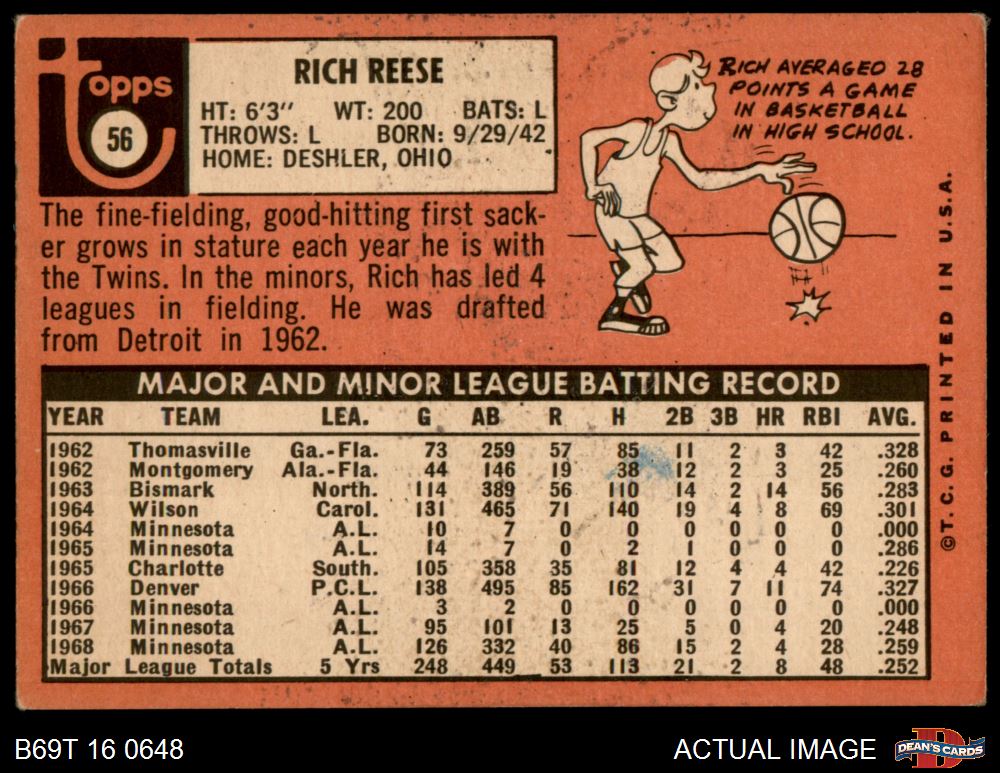 topps
56
RICH REESE
HT: 6'3" WT: 200 BATS: L
THROWS: L BORN: 9/29/42
HOME: DESHLER, OHIO
RICH AVERAGED 28
POINTS A GAME
IN BASKETBALL
IN HIGH SCHOOL.
The fine-fielding, good-hitting first sack-
er grows in stature each year he is with
the Twins. In the minors, Rich has led 4
leagues in fielding. He was drafted
from Detroit in 1962.
MAJOR AND MINOR LEAGUE BATTING RECORD
YEAR TEAM LEA. G AB R H 2B 3B HR RBI AVG.
1962 Thomasville Ga.-Fla. 73 259 57 85 11 2 3 42 .328
1962 Montgomery Ala.-Fla. 44 146 19 38 12 2 3 25 .260
1963 Bismark North. 114 389 56 110 14 2 14 56 .283
1964 Wilson Carol. 131 465 71 140 19 4 8 69 .301
1964 Minnesota A.L. 10 7 0 0 0 0 0 0 .000
1965 Minnesota A.L. 14 7 0 2 1 0 0 0 .286
1965 Charlotte South. 105 358 35 81 12 4 4 42 .226
1966 Denver P.C.L. 138 495 85 162 31 7 11 74 .327
1966 Minnesota A.L. 3 2 0 0 0 0 0 0 .000
1967 Minnesota A.L. 95 101 13 25 5 0 4 20 .248
1968 Minnesota A.L. 126 332 40 86 15 2 4 28 .259
Major League Totals 5 Yrs 248 449 53 113 21 2 8 48 .252
©T.C.G. PRINTED IN U.S.A.
B69T 16 0648
ACTUAL IMAGE
DEAN'S CARDS